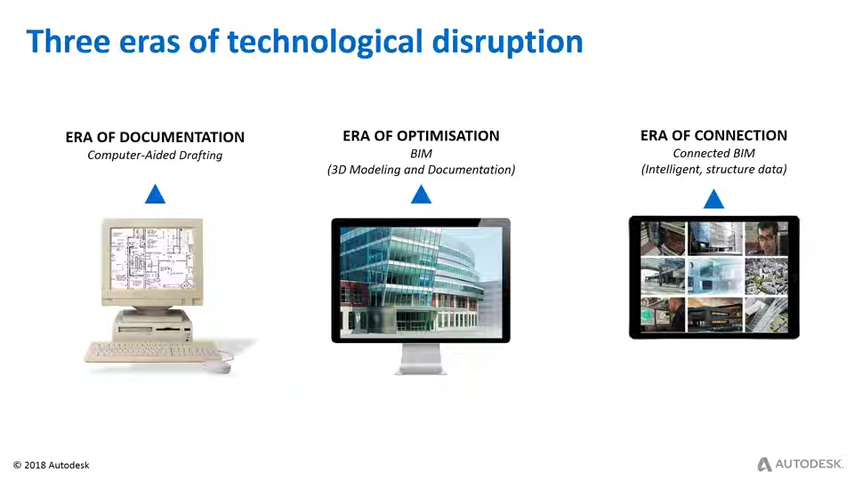 Three eras of technological disruption
ERA OF DOCUMENTATION
Computer-Aided Drafting
ERA OF OPTIMISATION
BIM
(3D Modeling and Documentation)
ERA OF CONNECTION
Connected BIM
(Intelligent, structure data)
© 2018 Autodesk
AUTODESK.